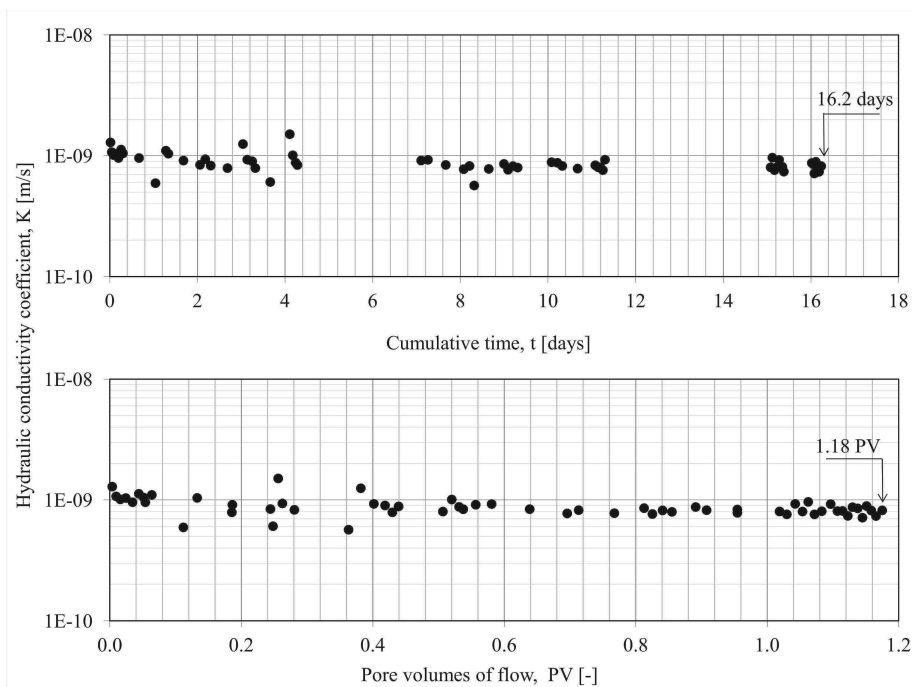 1E-08
16.2 days
1E-09
1E-10
0 2 4 6 8 10 12 14 16 18
Cumulative time, t [days]
Hydraulic conductivity coefficient, K [m/s]
1E-08
1.18 PV
1E-09
1E-10
0.0 0.2 0.4 0.6 0.8 1.0 1.2
Pore volumes of flow, PV [-]